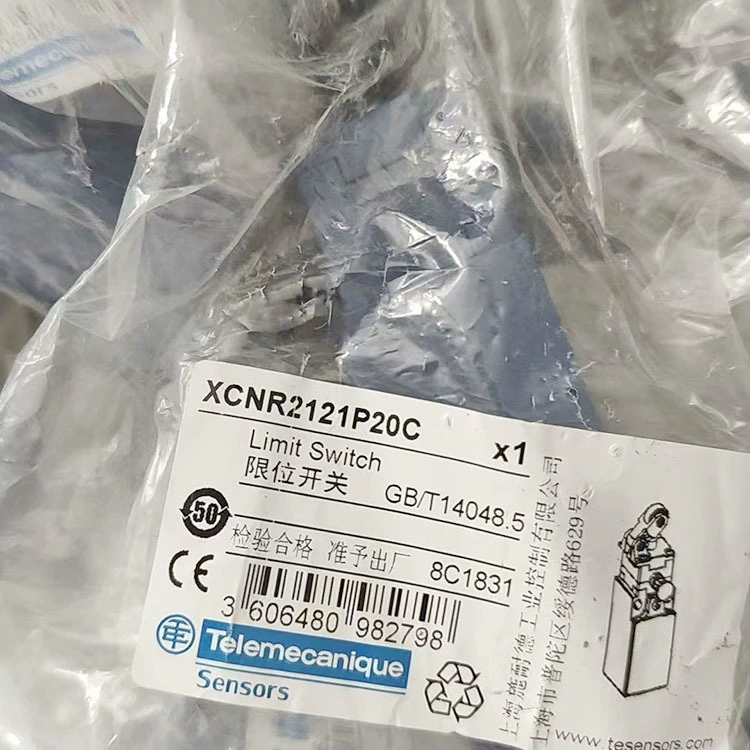 lemecanique
XCNR2121P20C
x1
Limit Switch
限位开关
GB/T14048.5
50
检验合格 准予出厂
8C1831
CE
3 606480 982798
Telemecanique
Sensors
上海施耐德工业控制有限公司
上海市普陀区绥德路629号
www.tesensors.com